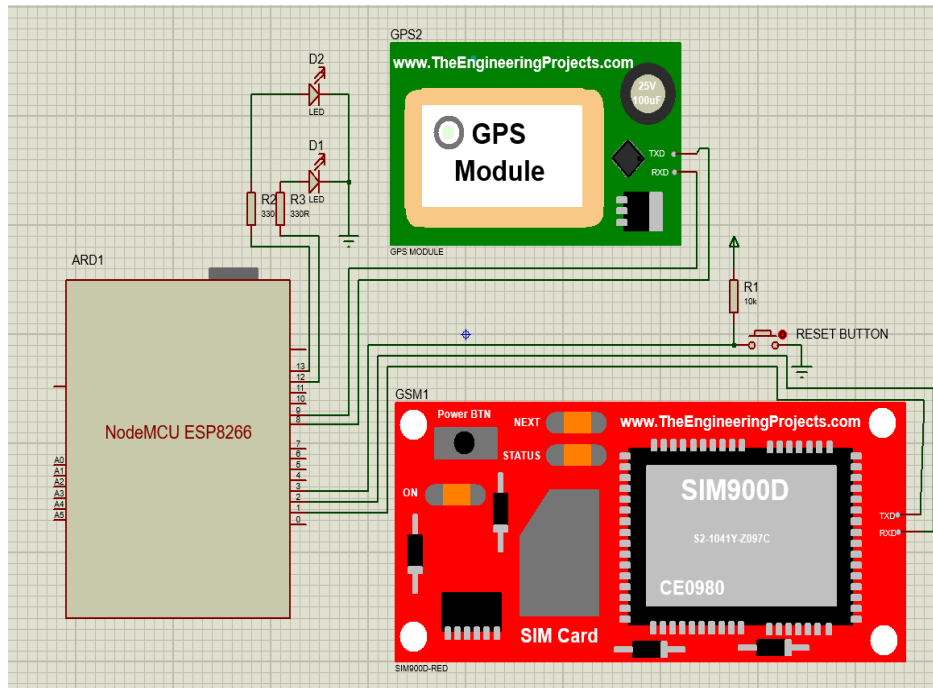 GPS2
www.TheEngineeringProjects.com
25V
100uF
GPS
Module
TXD
RXD
GPS MODULE
D2
LED
D1
LED
R2
330
R3
330R
ARD1
NodeMCU ESP8266
13
12
11
10
9
8
7
6
5
4
3
2
1
0
A0
A1
A2
A3
A4
A5
R1
10k
RESET BUTTON
GSM1
Power BTN
NEXT
STATUS
ON
www.TheEngineeringProjects.com
SIM900D
S2-1041Y-Z097C
CE0980
SIM Card
TXD
RXD
SIM900D-RED